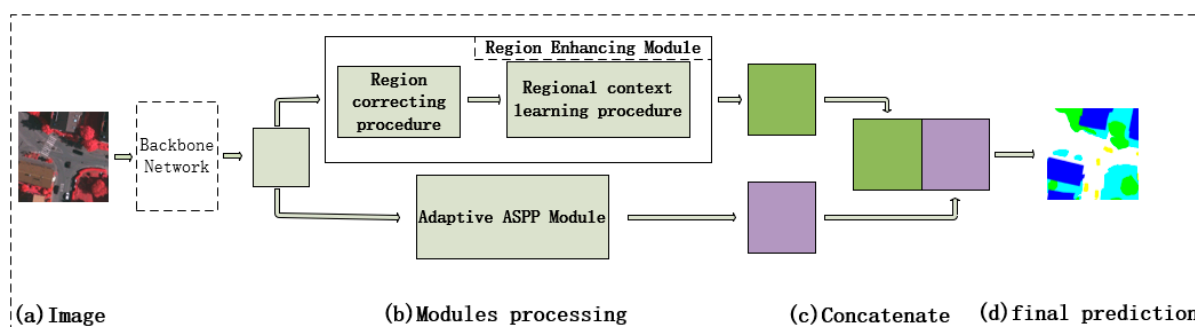 Region Enhancing Module
Region
correcting
procedure
Regional context
learning procedure
Backbone
Network
Adaptive ASPP Module
(a)Image
(b)Modules processing
(c)Concatenate
(d)final prediction